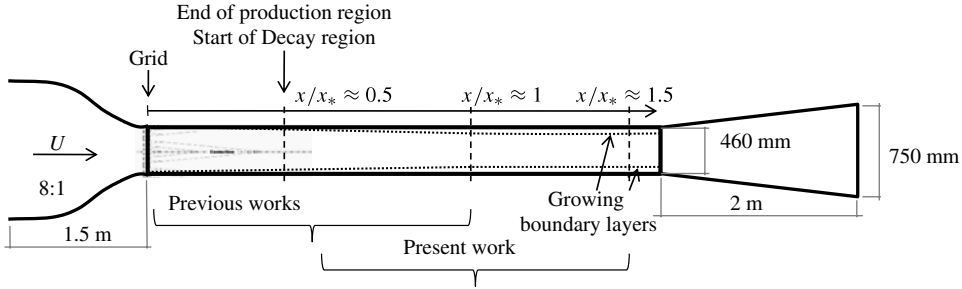 End of production region
Start of Decay region
Grid
x/x* ≈ 0.5
x/x* ≈ 1
x/x* ≈ 1.5
U
8:1
460 mm
750 mm
Previous works
Growing
boundary layers
2 m
1.5 m
Present work